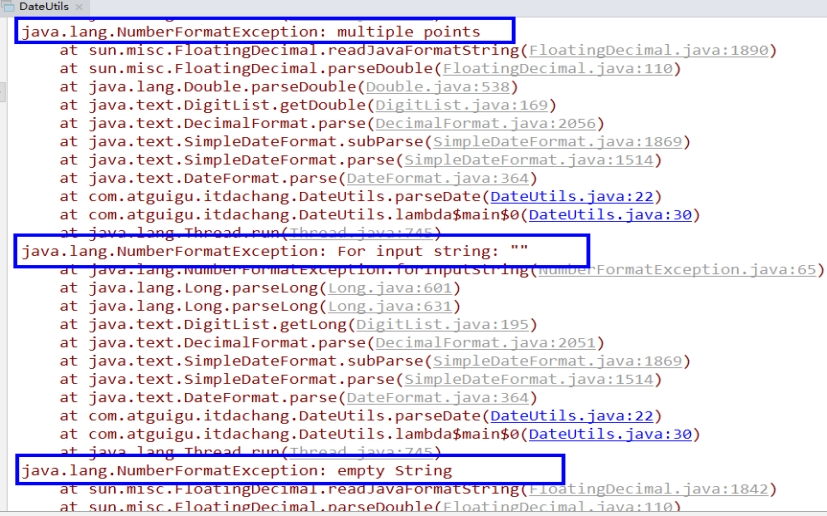 DateUtils
java.lang.NumberFormatException: multiple points
at sun.misc.FloatingDecimal.readJavaFormatString(FloatingDecimal.java:1890)
at sun.misc.FloatingDecimal.parseDouble(FloatingDecimal.java:110)
at java.lang.Double.parseDouble(Double.java:538)
at java.text.DigitList.getDouble(DigitList.java:169)
at java.text.DecimalFormat.parse(DecimalFormat.java:2056)
at java.text.SimpleDateFormat.subParse(SimpleDateFormat.java:1869)
at java.text.SimpleDateFormat.parse(SimpleDateFormat.java:1514)
at java.text.DateFormat.parse(DateFormat.java:364)
at com.atguigu.itdachang.DateUtils.parseDate(DateUtils.java:22)
at com.atguigu.itdachang.DateUtils.lambda$main$0(DateUtils.java:30)
at java.lang.Thread.run(Thread.java:745)
java.lang.NumberFormatException: For input string: ""
at java.lang.NumberFormatException.forInputString(NumberFormatException.java:65)
at java.lang.Long.parseLong(Long.java:601)
at java.lang.Long.parseLong(Long.java:631)
at java.text.DigitList.getLong(DigitList.java:195)
at java.text.DecimalFormat.parse(DecimalFormat.java:2051)
at java.text.SimpleDateFormat.subParse(SimpleDateFormat.java:1869)
at java.text.SimpleDateFormat.parse(SimpleDateFormat.java:1514)
at java.text.DateFormat.parse(DateFormat.java:364)
at com.atguigu.itdachang.DateUtils.parseDate(DateUtils.java:22)
at com.atguigu.itdachang.DateUtils.lambda$main$0(DateUtils.java:30)
at java.lang.Thread.run(Thread.java:745)
java.lang.NumberFormatException: empty String
at sun.misc.FloatingDecimal.readJavaFormatString(FloatingDecimal.java:1842)
at sun.misc.FloatingDecimal.parseDouble(FloatingDecimal.java:110)